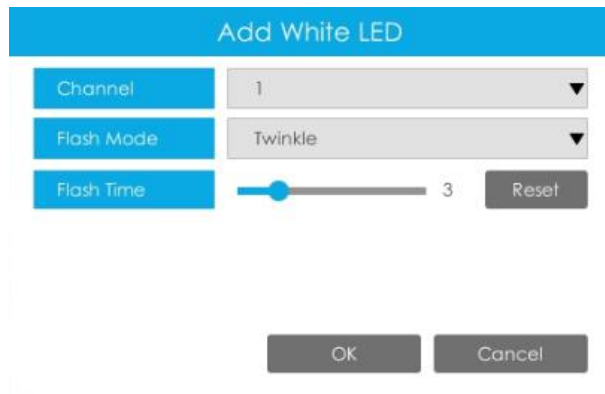 Add White LED
Channel 1
Flash Mode Twinkle
Flash Time 3 Reset
OK Cancel